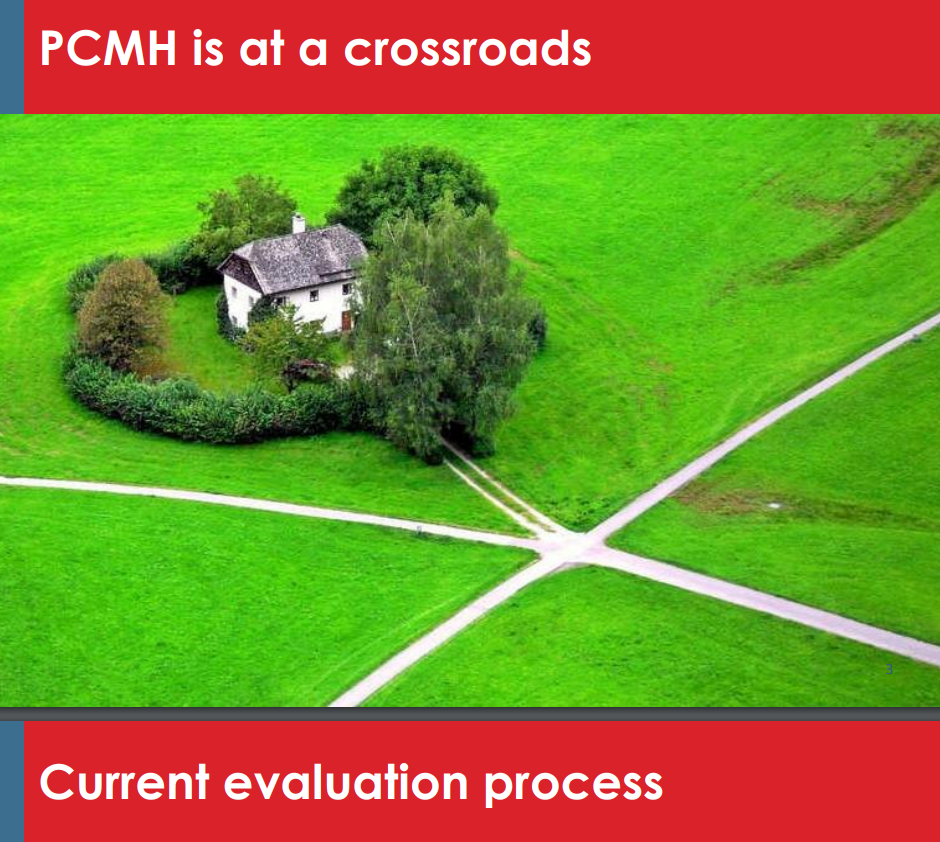 PCMH is at a crossroads
3
Current evaluation process